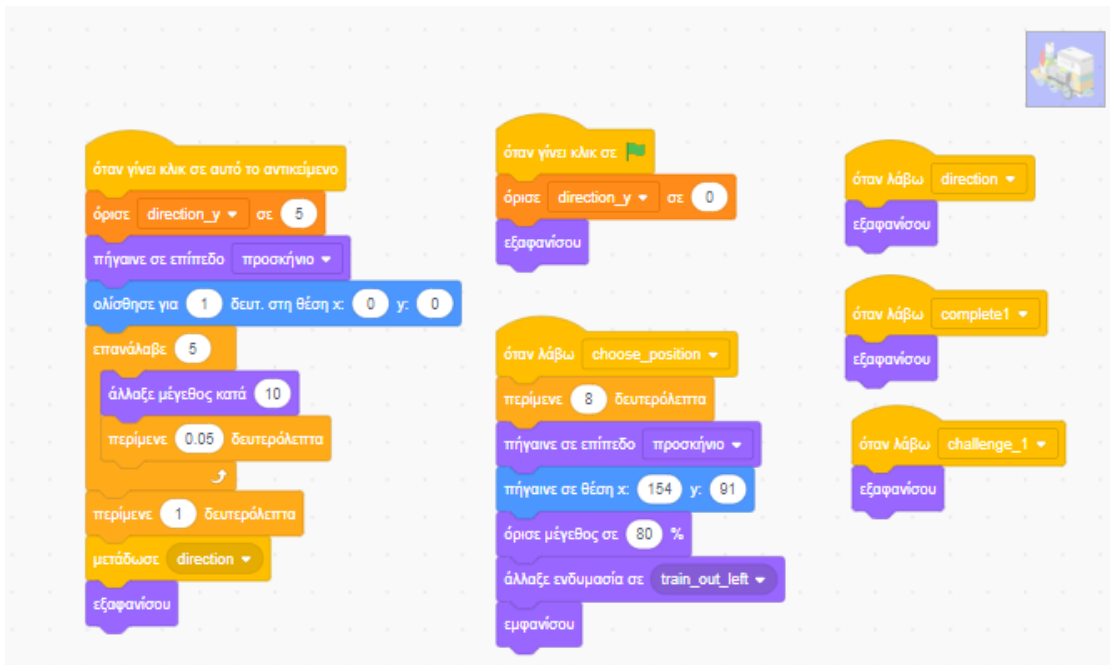 όταν γίνει κλικ σε αυτό το αντικείμενο
όρισε direction_y σε 5
πήγαινε σε επίπεδο προσκήνιο
ολίσθησε για 1 δευτ. στη θέση x: 0 y: 0
επανάλαβε 5
άλλαξε μέγεθος κατά 10
περίμενε 0.05 δευτερόλεπτα
περίμενε 1 δευτερόλεπτα
μετάδωσε direction
εξαφανίσου
όταν γίνει κλικ σε
όρισε direction_y σε 0
εξαφανίσου
όταν λάβω choose_position
περίμενε 8 δευτερόλεπτα
πήγαινε σε επίπεδο προσκήνιο
πήγαινε σε θέση x: 154 y: 91
όρισε μέγεθος σε 80 %
άλλαξε ενδυμασία σε train_out_left
εμφανίσου
όταν λάβω direction
εξαφανίσου
όταν λάβω complete1
εξαφανίσου
όταν λάβω challenge_1
εξαφανίσου